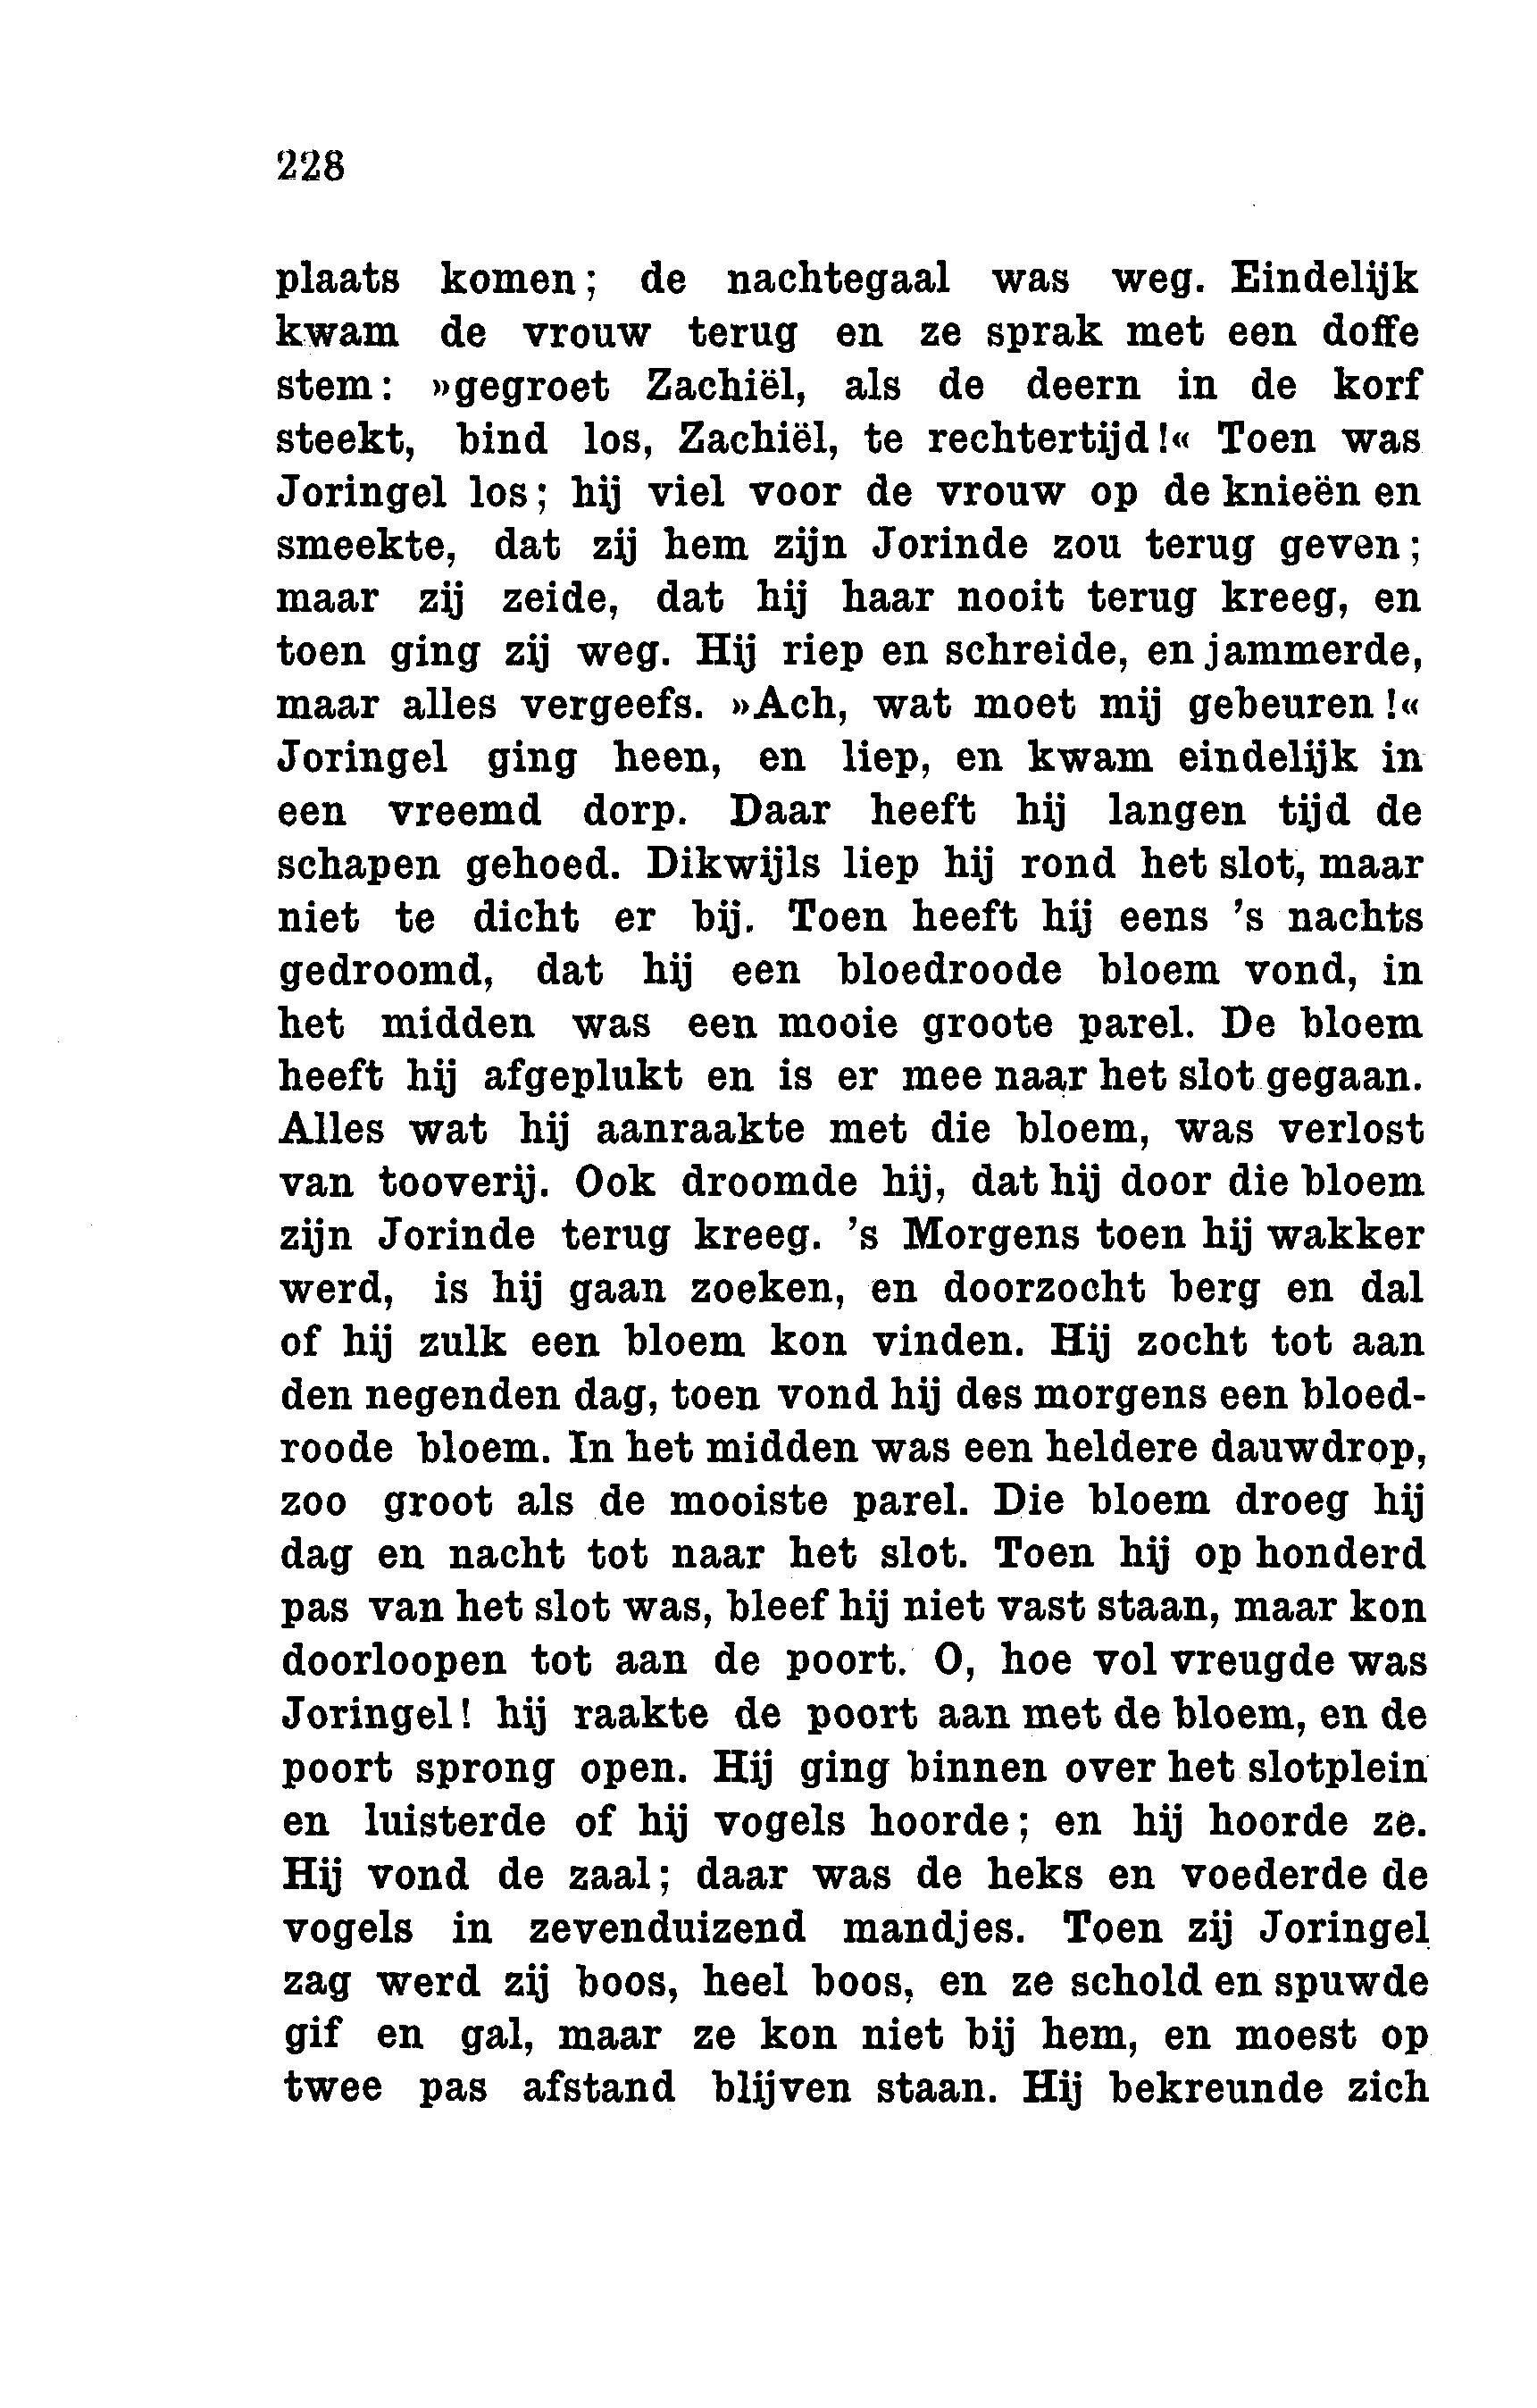 228
plaats komen; de nachtegaal was weg. Eindelijk
kwam de vrouw terug en ze sprak met een doffe
stem: »gegroet Zachiël, als de deern in de korf
steekt, bind los, Zachiël, te rechtertijd!« Toen was
Joringel los; hij viel voor de vrouw op de knieën en
smeekte, dat zij hem zijn Jorinde zou terug geven;
maar zij zeide, dat hij haar nooit terug kreeg, en
toen ging zij weg. Hij riep en schreide, en jammerde,
maar alles vergeefs. »Ach, wat moet mij gebeuren!«
Joringel ging heen, en liep, en kwam eindelijk in
een vreemd dorp. Daar heeft hij langen tijd de
schapen gehoed. Dikwijls liep hij rond het slot, maar
niet te dicht er bij. Toen heeft hij eens 's nachts
gedroomd, dat hij een bloedroode bloem vond, in
het midden was een mooie groote parel. De bloem
heeft hij afgeplukt en is er mee naar het slot gegaan.
Alles wat hij aanraakte met die bloem, was verlost
van tooverij. Ook droomde hij, dat hij door die bloem
zijn Jorinde terug kreeg. 's Morgens toen hij wakker
werd, is hij gaan zoeken, en doorzocht berg en dal
of hij zulk een bloem kon vinden. Hij zocht tot aan
den negenden dag, toen vond hij des morgens een bloed-
roode bloem. In het midden was een heldere dauwdrop,
zoo groot als de mooiste parel. Die bloem droeg hij
dag en nacht tot naar het slot. Toen hij op honderd
pas van het slot was, bleef hij niet vast staan, maar kon
doorloopen tot aan de poort. O, hoe vol vreugde was
Joringel! hij raakte de poort aan met de bloem, en de
poort sprong open. Hij ging binnen over het slotplein
en luisterde of hij vogels hoorde; en hij hoorde ze.
Hij vond de zaal; daar was de heks en voederde de
vogels in zevenduizend mandjes. Toen zij Joringel
zag werd zij boos, heel boos, en ze schold en spuwde
gif en gal, maar ze kon niet bij hem, en moest op
twee pas afstand blijven staan. Hij bekreunde zich